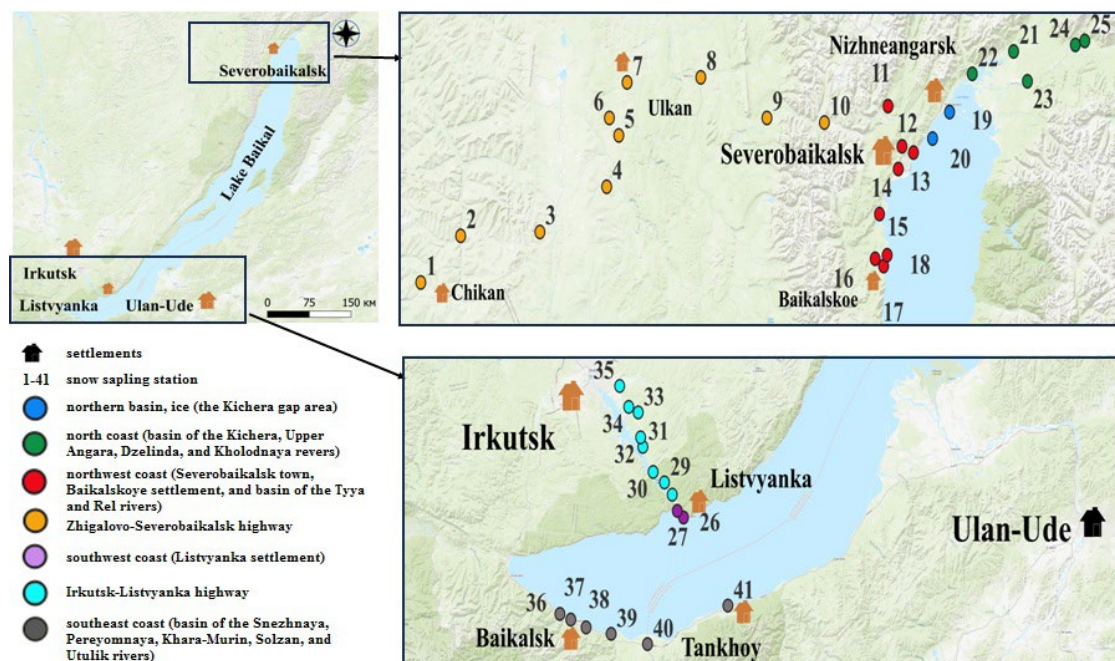 Severobaikalsk
Lake Baikal
Irkutsk
Listvyanka
Ulan-Ude
0 75 150 км
settlements
1-41 snow sapling station
northern basin, ice (the Kichera gap area)
north coast (basin of the Kichera, Upper
Angara, Dzelinda, and Kholodnaya revers)
northwest coast (Severobaikalsk town,
Baikalskoye settlement, and basin of the Tyya
and Rel rivers)
Zhigalovo-Severobaikalsk highway
southwest coast (Listvyanka settlement)
Irkutsk-Listvyanka highway
southeast coast (basin of the Snezhnaya,
Pereyomnaya, Khara-Murin, Solzan, and
Utulik rivers)
24 25
21
Nizhneangarsk
22
7 8
11
23
Ulkan
6
5
9
10
12
19
Severobaikalsk
20
13
4
14
2
3
15
1
Chikan
16
18
Baikalskoe
17
35
33
34
Irkutsk
31
32
29
30
Listvyanka
26
27
Ulan-Ude
36
37
38
39
41
Baikalsk
40
Tankhoy